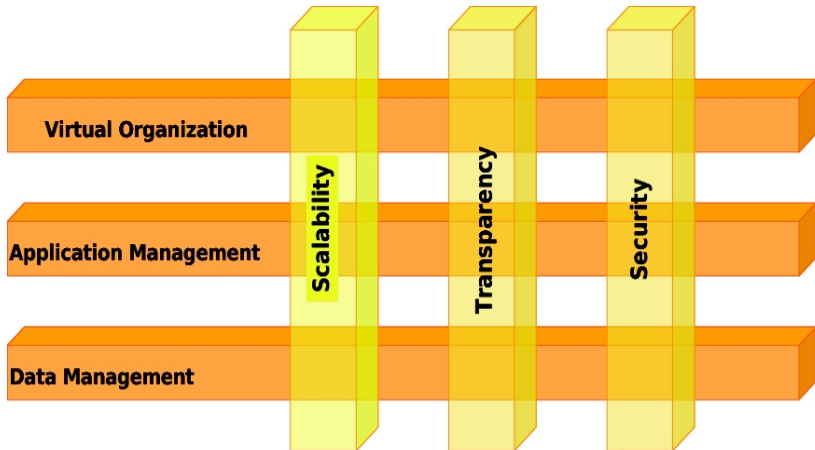 Virtual Organization
Application Management
Data Management
Scalability
Transparency
Security